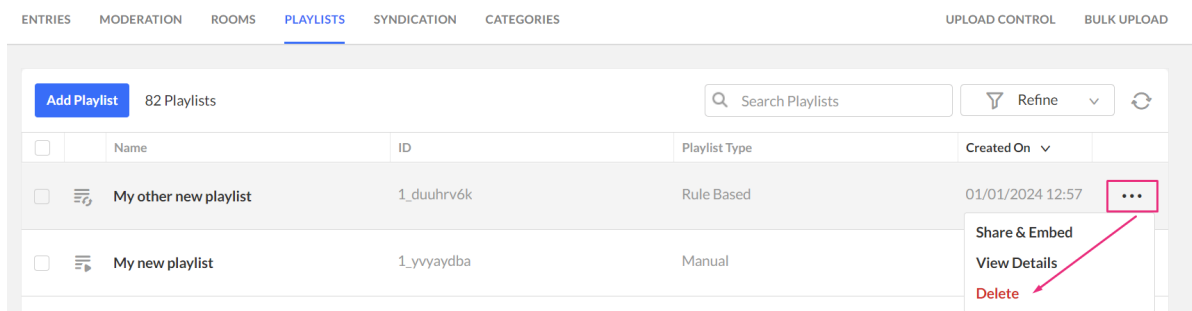 ENTRIES MODERATION ROOMS PLAYLISTS SYNDICATION CATEGORIES UPLOAD CONTROL BULK UPLOAD
Add Playlist 82 Playlists Search Playlists Refine
Name ID Playlist Type Created On
My other new playlist 1_duuhrv6k Rule Based 01/01/2024 12:57
Share & Embed
My new playlist 1_yvyaydba Manual View Details
Delete